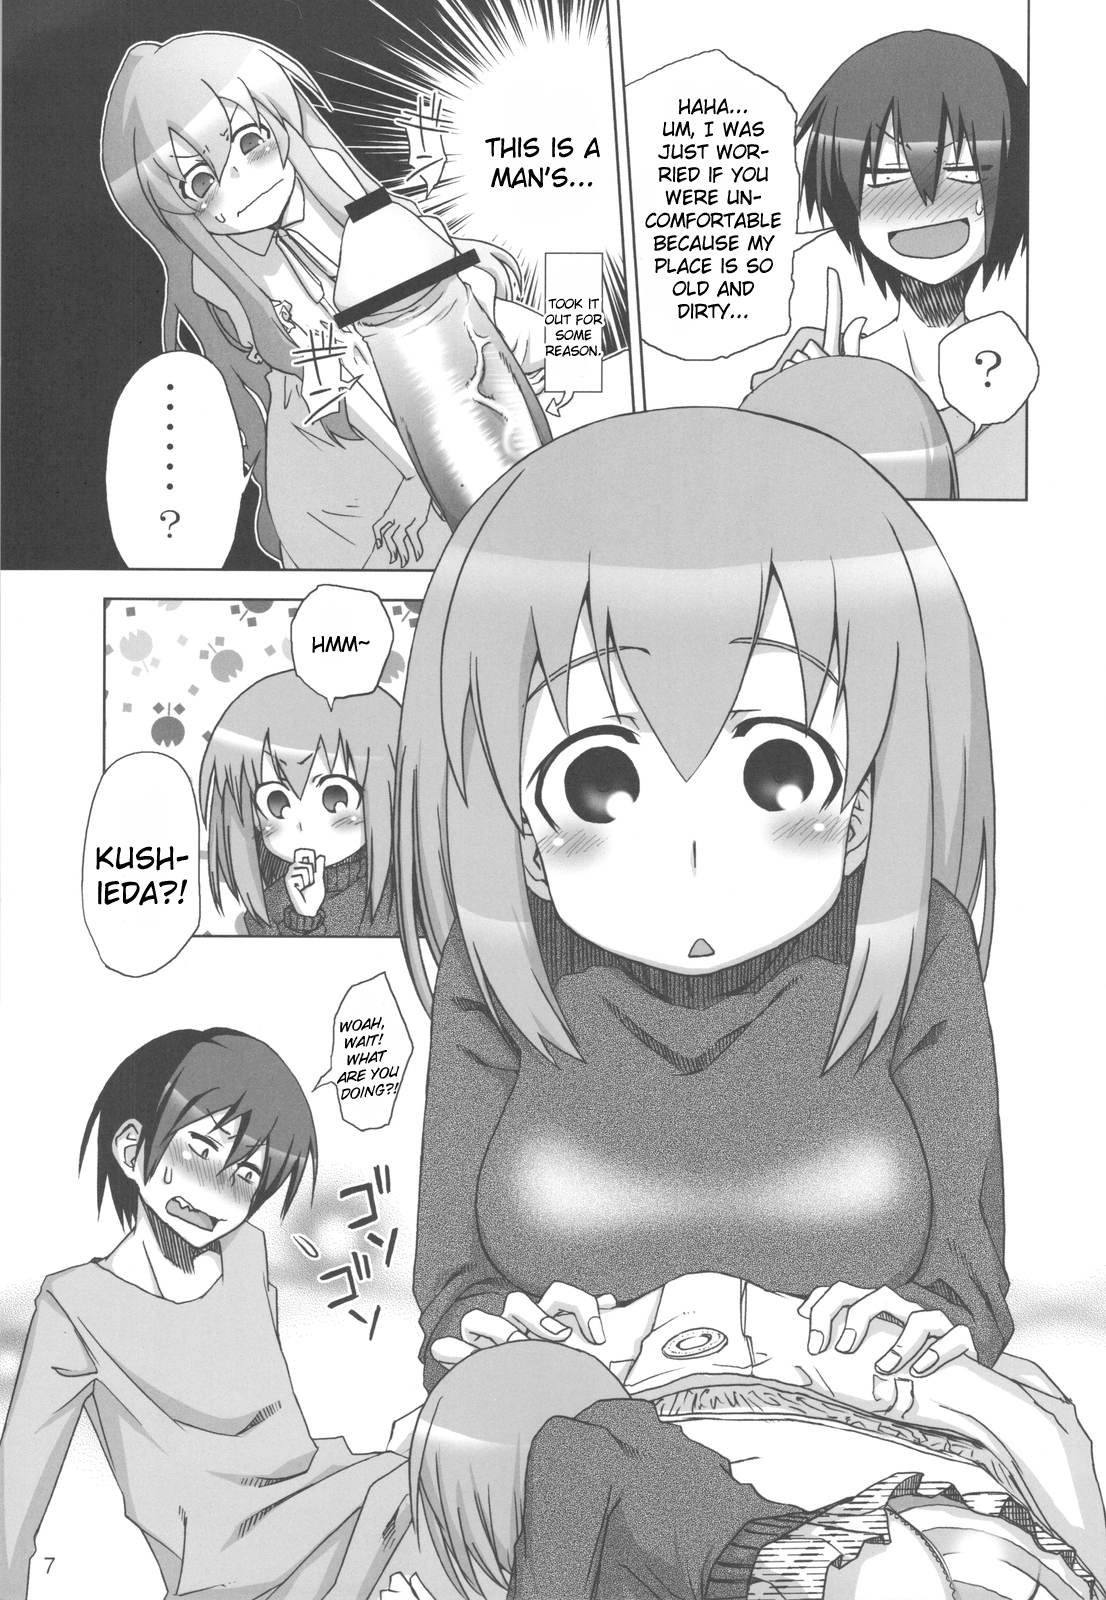 HAHA...
UM, I WAS
JUST WOR-
RIED IF YOU
WERE UN-
COMFORTABLE
BECAUSE MY
PLACE IS SO
OLD AND
DIRTY...
?
THIS IS A
MAN'S...
TOOK IT
OUT FOR
SOME
REASON.
......?
HMM~
KUSH-
IEDA?!
WOAH,
WAIT!
WHAT
ARE YOU
DOING?!
ゴソ
ゴソ
7